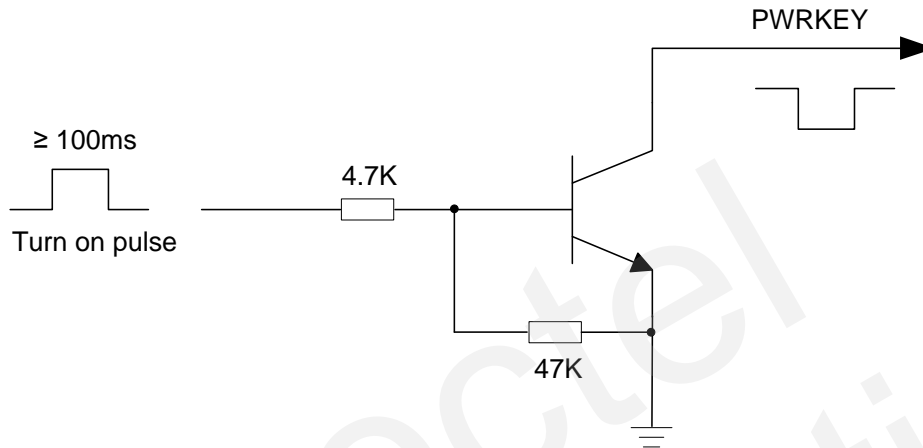 PWRKEY
≥ 100ms
4.7K
Turn on pulse
47K